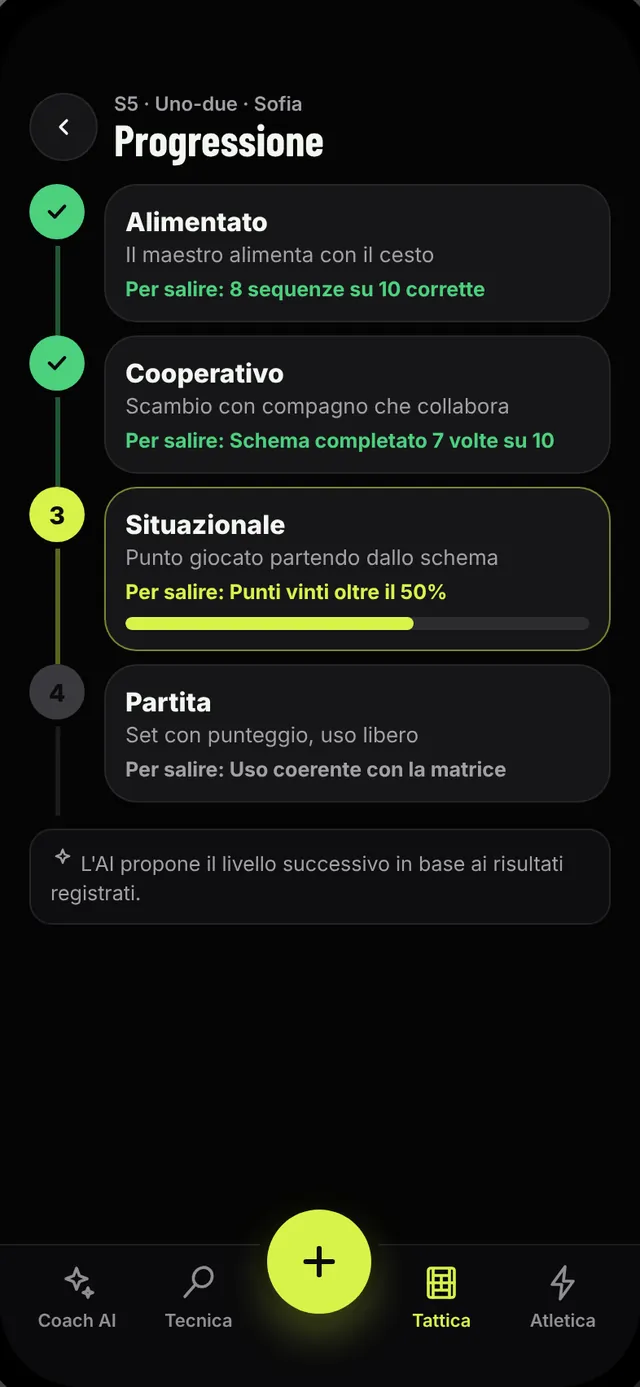 S5 · Uno-due · Sofia
Progressione
Alimentato
Il maestro alimenta con il cesto
Per salire: 8 sequenze su 10 corrette
Cooperativo
Scambio con compagno che collabora
Per salire: Schema completato 7 volte su 10
3
Situazionale
Punto giocato partendo dallo schema
Per salire: Punti vinti oltre il 50%
4
Partita
Set con punteggio, uso libero
Per salire: Uso coerente con la matrice
L'AI propone il livello successivo in base ai risultati
registrati.
Coach AI
Tecnica
Tattica
Atletica